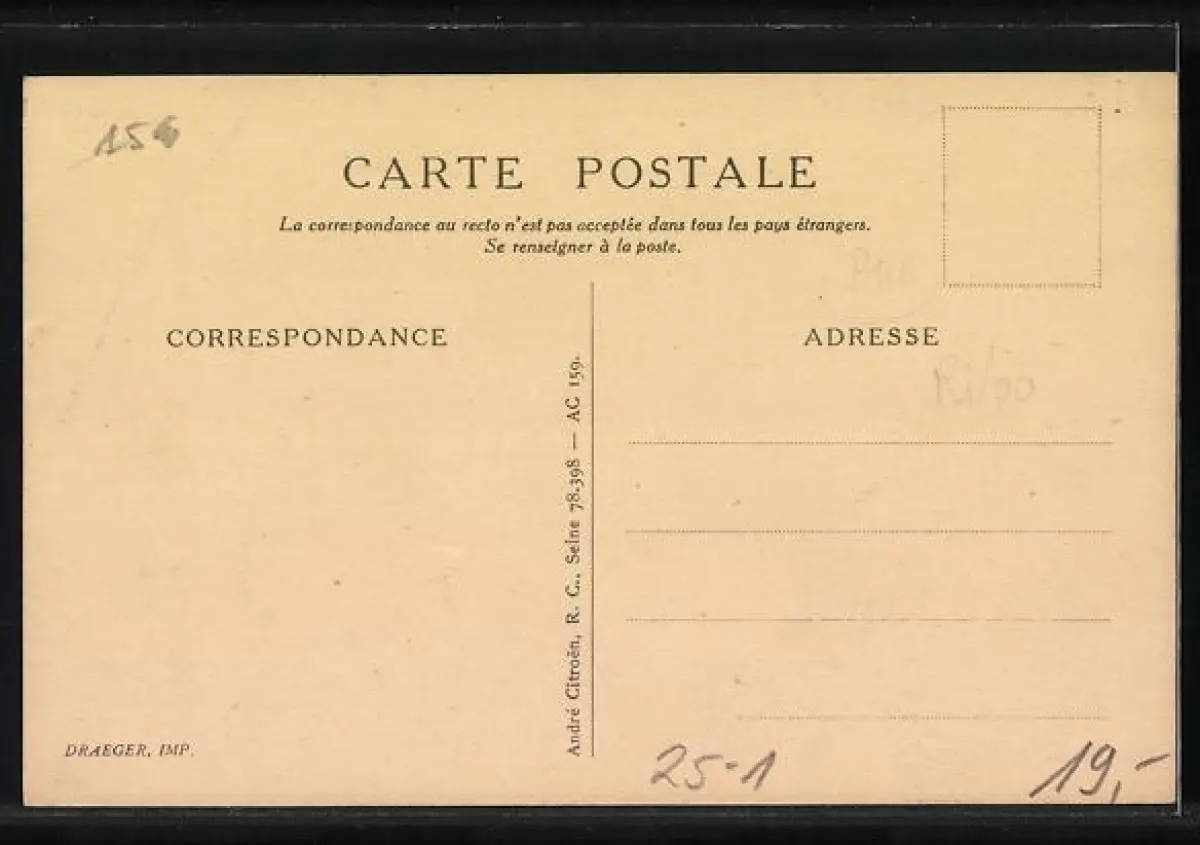 CARTE POSTALE
La correspondance au recto n'est pas acceptée dans tous les pays étrangers.
Se renseigner à la poste.
CORRESPONDANCE
ADRESSE
André Citroën, R. C., Seine 78.398 — AC 159.
DRAEGER, IMP.
25-1
19,-